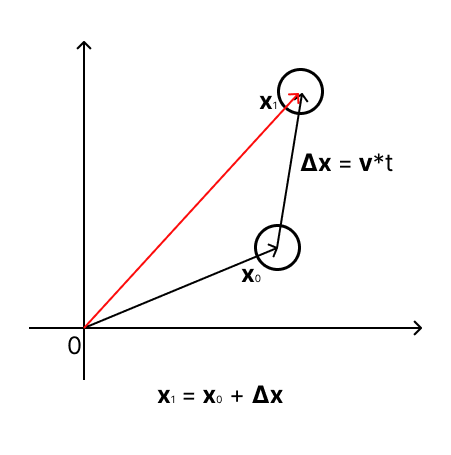 x₁
Δx = v*t
x₀
0
x₁ = x₀ + Δx